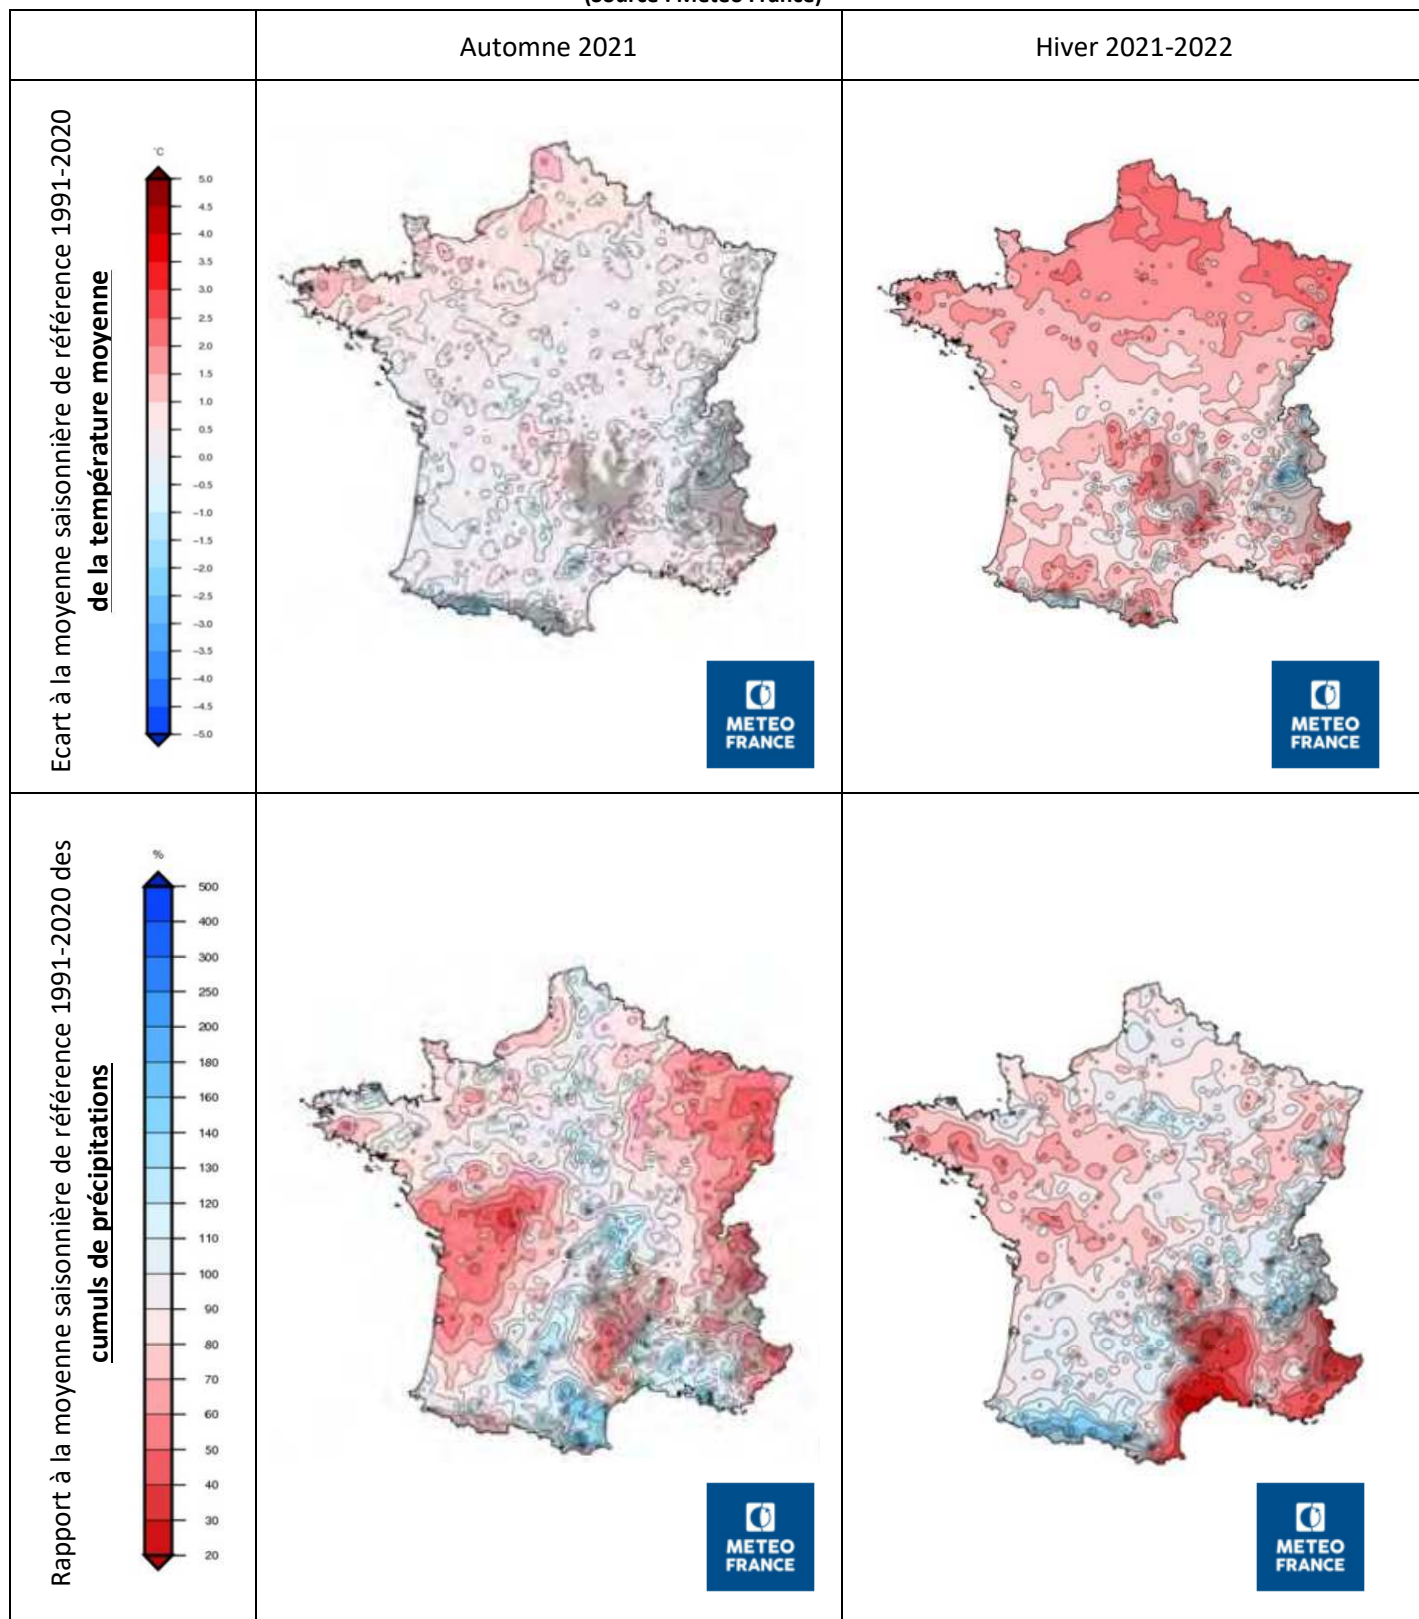 (Source : Météo France)
Automne 2021
Hiver 2021-2022
Ecart à la moyenne saisonnière de référence 1991-2020
de la température moyenne
°C
5.0
4.5
4.0
3.5
3.0
2.5
2.0
1.5
1.0
0.5
0.0
−0.5
−1.0
−1.5
−2.0
−2.5
−3.0
−3.5
−4.0
−4.5
−5.0
METEO
FRANCE
METEO
FRANCE
Rapport à la moyenne saisonnière de référence 1991-2020 des
cumuls de précipitations
%
500
400
300
250
200
180
160
140
130
120
110
100
90
80
70
60
50
40
30
20
METEO
FRANCE
METEO
FRANCE